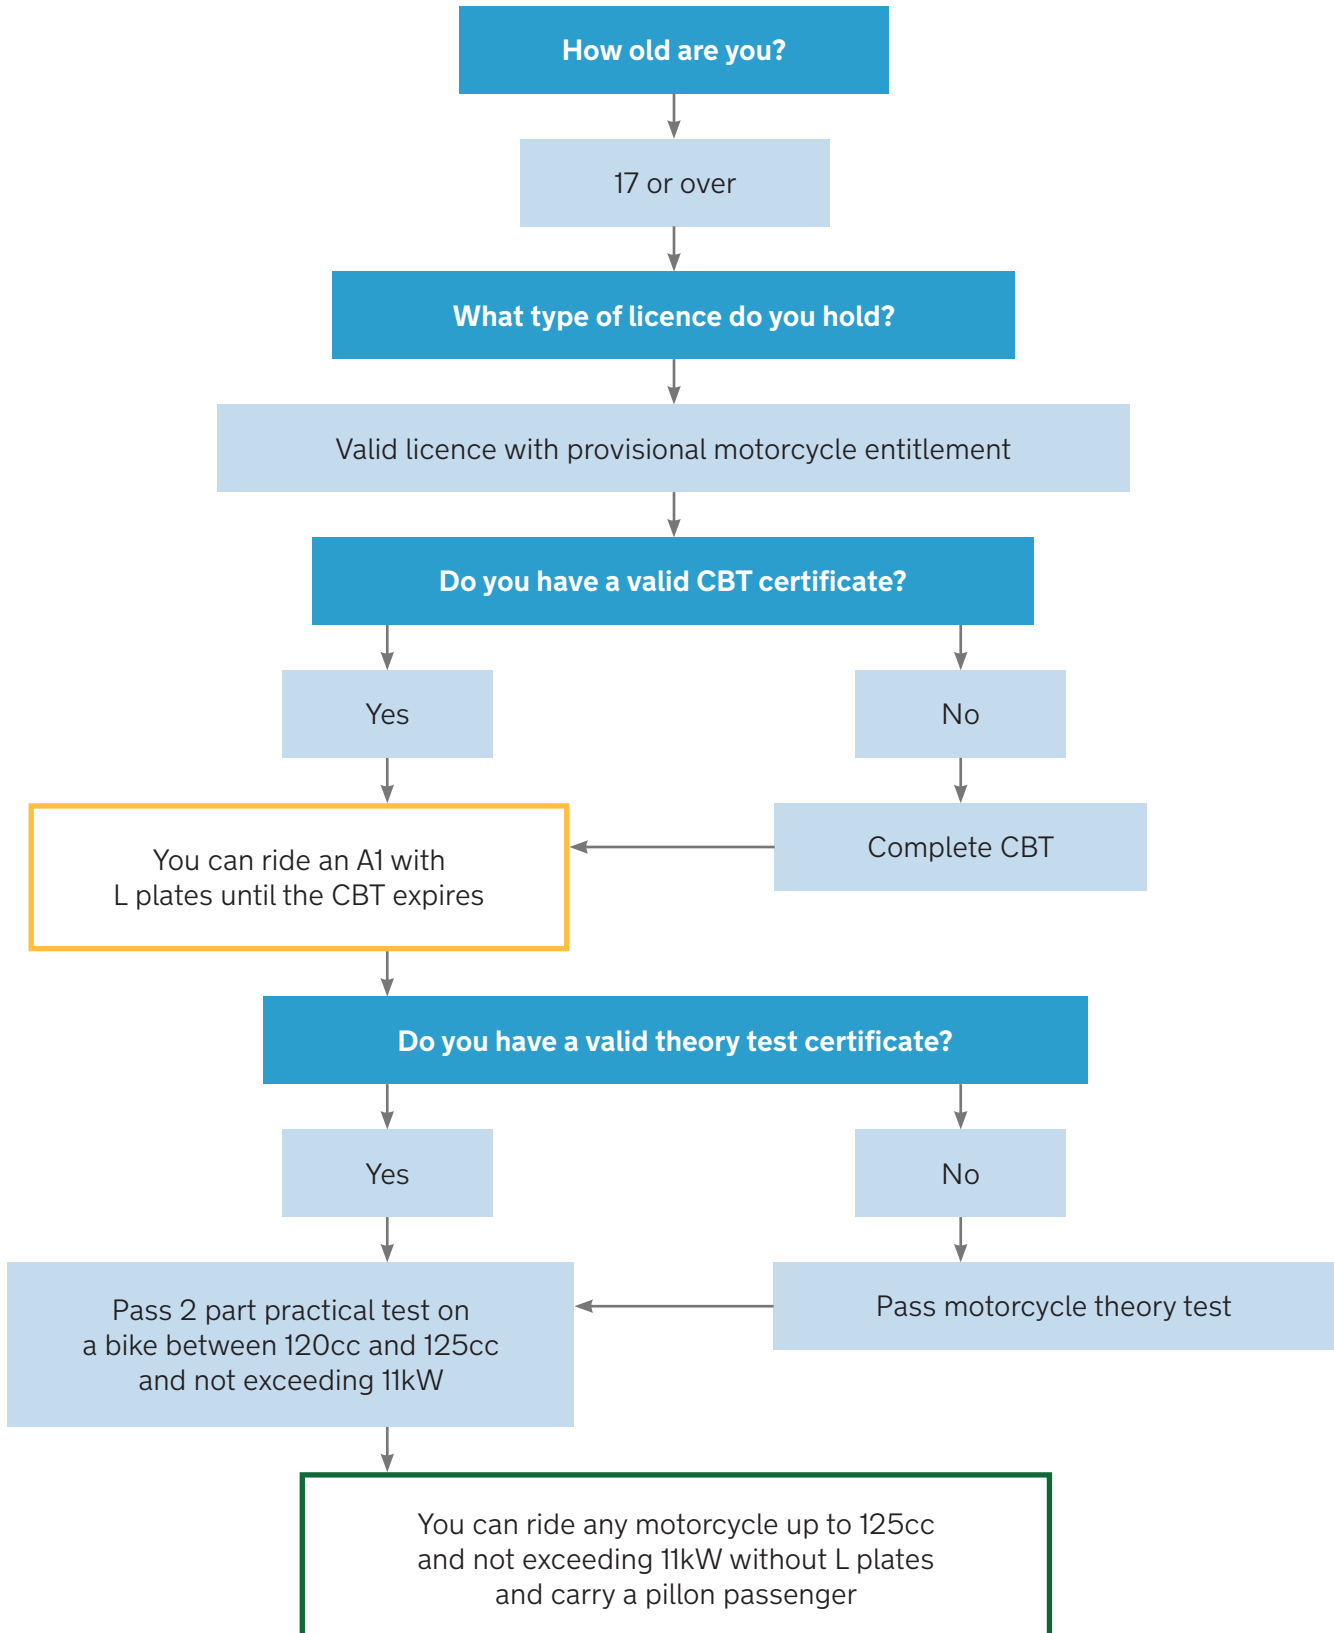 How old are you?
17 or over
What type of licence do you hold?
Valid licence with provisional motorcycle entitlement
Do you have a valid CBT certificate?
Yes
No
You can ride an A1 with
L plates until the CBT expires
Complete CBT
Do you have a valid theory test certificate?
Yes
No
Pass 2 part practical test on
a bike between 120cc and 125cc
and not exceeding 11kW
Pass motorcycle theory test
You can ride any motorcycle up to 125cc
and not exceeding 11kW without L plates
and carry a pillon passenger